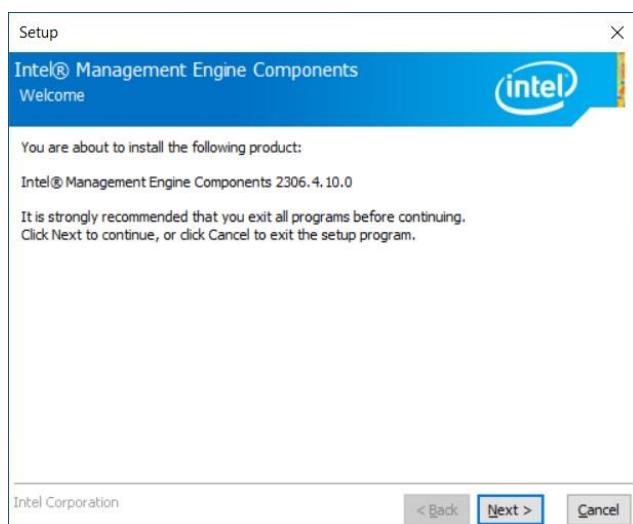 Setup
Intel® Management Engine Components
Welcome
intel
You are about to install the following product:
Intel® Management Engine Components 2306.4.10.0
It is strongly recommended that you exit all programs before continuing.
Click Next to continue, or click Cancel to exit the setup program.
Intel Corporation
< Back
Next >
Cancel